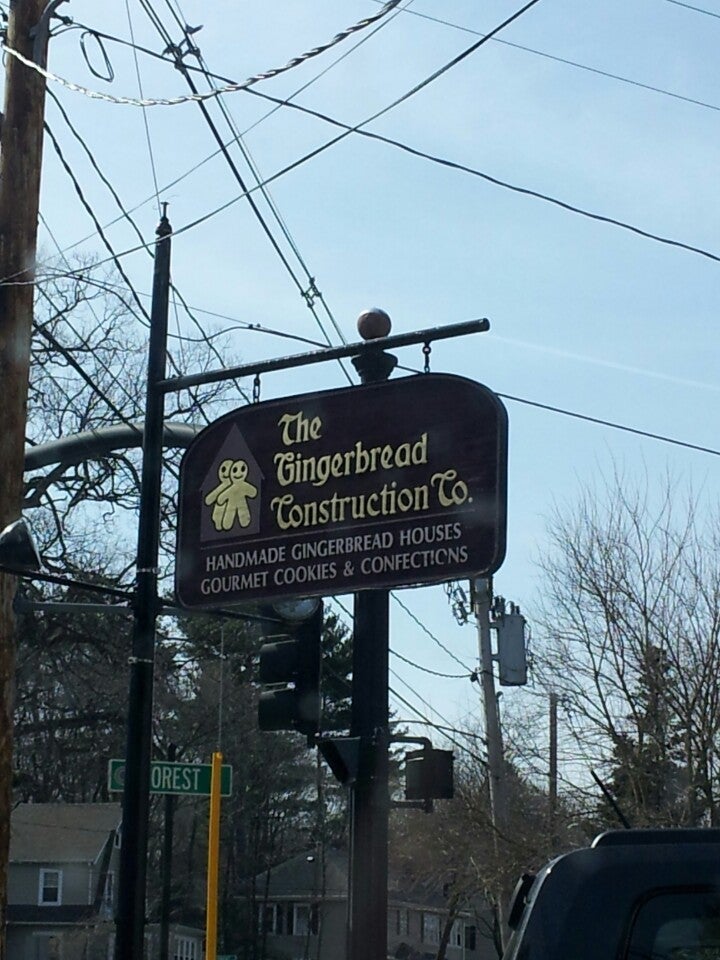 The
Gingerbread
Construction Co.
HANDMADE GINGERBREAD HOUSES
GOURMET COOKIES & CONFECTIONS
OREST